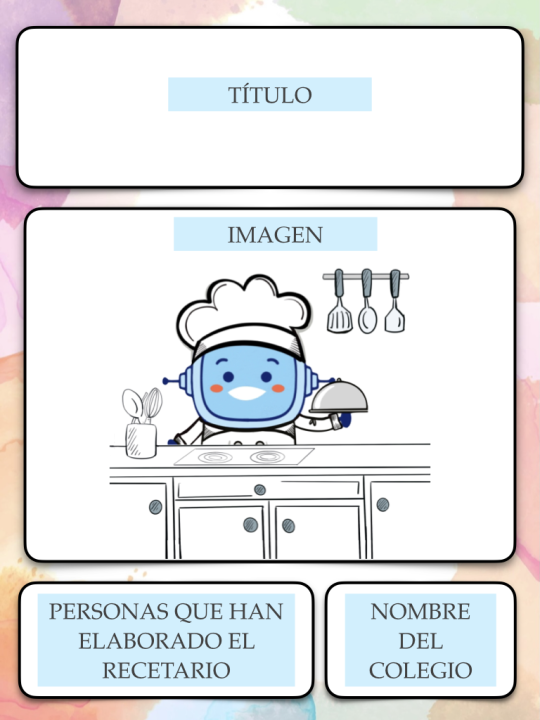 TÍTULO
IMAGEN
PERSONAS QUE HAN
ELABORADO EL
RECETARIO
NOMBRE
DEL
COLEGIO